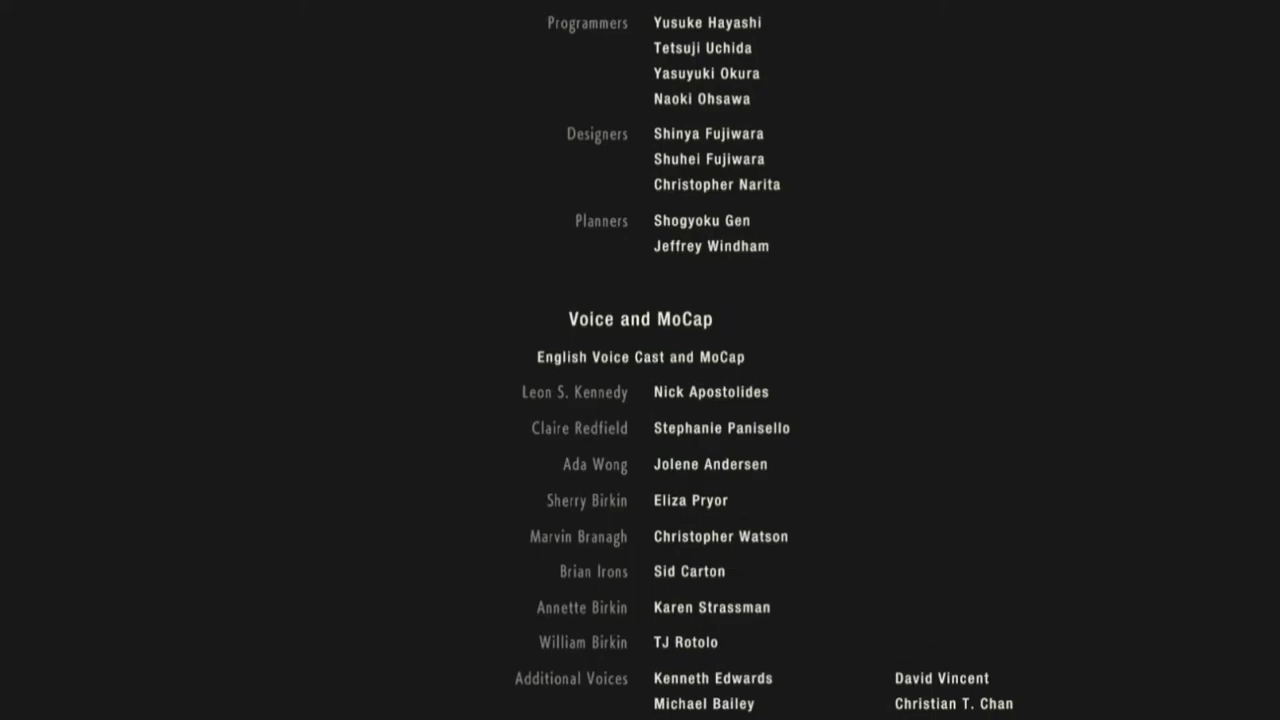 Programmers Yusuke Hayashi
Tetsuji Uchida
Yasuyuki Okura
Naoki Ohsawa
Designers Shinya Fujiwara
Shuhei Fujiwara
Christopher Narita
Planners Shogyoku Gen
Jeffrey Windham
Voice and MoCap
English Voice Cast and MoCap
Leon S. Kennedy Nick Apostolides
Claire Redfield Stephanie Panisello
Ada Wong Jolene Andersen
Sherry Birkin Eliza Pryor
Marvin Branagh Christopher Watson
Brian Irons Sid Carton
Annette Birkin Karen Strassman
William Birkin TJ Rotolo
Additional Voices Kenneth Edwards David Vincent
Michael Bailey Christian T. Chan